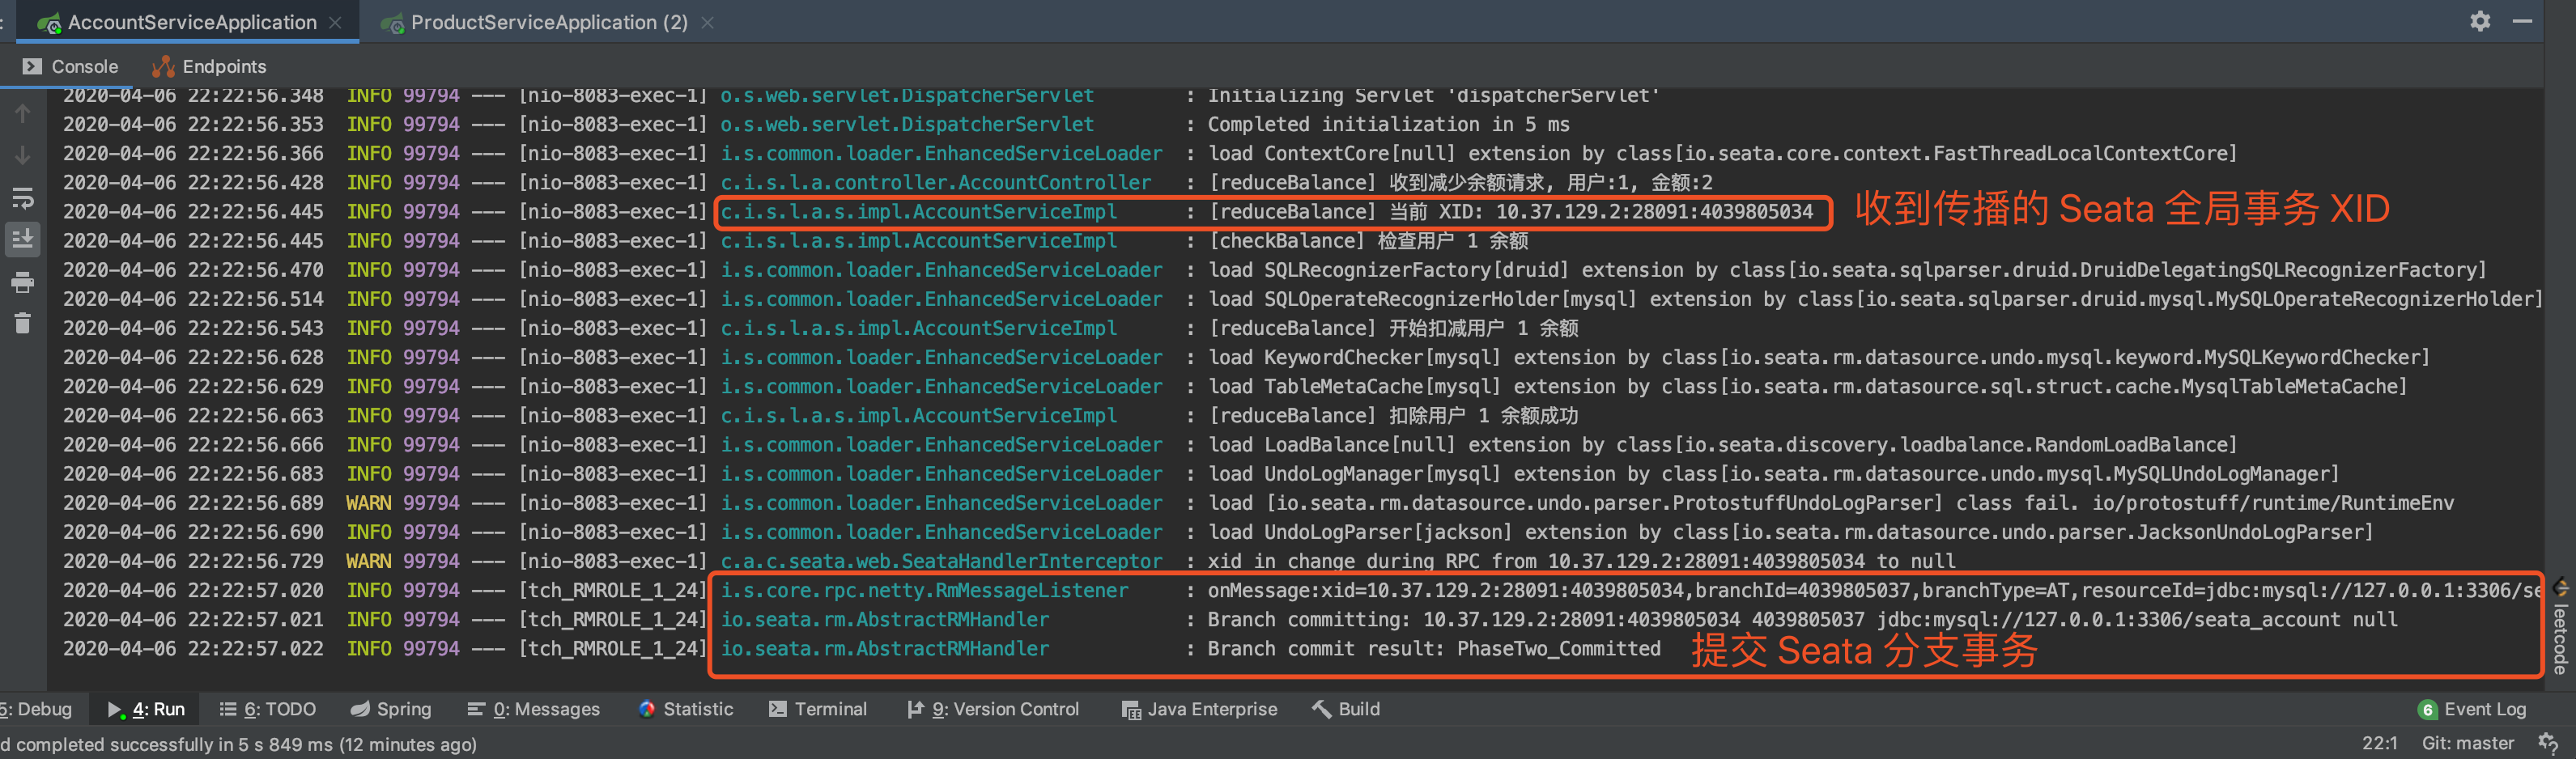 AccountServiceApplication ProductServiceApplication (2)
Console Endpoints
2020-04-06 22:22:56.348 INFO 99794 --- [nio-8083-exec-1] o.s.web.servlet.DispatcherServlet : Initializing Servlet 'dispatcherServlet'
2020-04-06 22:22:56.353 INFO 99794 --- [nio-8083-exec-1] o.s.web.servlet.DispatcherServlet : Completed initialization in 5 ms
2020-04-06 22:22:56.366 INFO 99794 --- [nio-8083-exec-1] i.s.common.loader.EnhancedServiceLoader : load ContextCore[null] extension by class[io.seata.core.context.FastThreadLocalContextCore]
2020-04-06 22:22:56.428 INFO 99794 --- [nio-8083-exec-1] c.i.s.l.a.controller.AccountController : [reduceBalance] 收到减少余额请求, 用户:1, 金额:2
2020-04-06 22:22:56.445 INFO 99794 --- [nio-8083-exec-1] c.i.s.l.a.s.impl.AccountServiceImpl : [reduceBalance] 当前 XID: 10.37.129.2:28091:4039805034 收到传播的 Seata 全局事务 XID
2020-04-06 22:22:56.445 INFO 99794 --- [nio-8083-exec-1] c.i.s.l.a.s.impl.AccountServiceImpl : [checkBalance] 检查用户 1 余额
2020-04-06 22:22:56.470 INFO 99794 --- [nio-8083-exec-1] i.s.common.loader.EnhancedServiceLoader : load SQLRecognizerFactory[druid] extension by class[io.seata.sqlparser.druid.DruidDelegatingSQLRecognizerFactory]
2020-04-06 22:22:56.514 INFO 99794 --- [nio-8083-exec-1] i.s.common.loader.EnhancedServiceLoader : load SQLOperateRecognizerHolder[mysql] extension by class[io.seata.sqlparser.druid.mysql.MySQLOperateRecognizerHolder]
2020-04-06 22:22:56.543 INFO 99794 --- [nio-8083-exec-1] c.i.s.l.a.s.impl.AccountServiceImpl : [reduceBalance] 开始扣减用户 1 余额
2020-04-06 22:22:56.628 INFO 99794 --- [nio-8083-exec-1] i.s.common.loader.EnhancedServiceLoader : load KeywordChecker[mysql] extension by class[io.seata.rm.datasource.undo.mysql.keyword.MySQLKeywordChecker]
2020-04-06 22:22:56.629 INFO 99794 --- [nio-8083-exec-1] i.s.common.loader.EnhancedServiceLoader : load TableMetaCache[mysql] extension by class[io.seata.rm.datasource.sql.struct.cache.MysqlTableMetaCache]
2020-04-06 22:22:56.663 INFO 99794 --- [nio-8083-exec-1] c.i.s.l.a.s.impl.AccountServiceImpl : [reduceBalance] 扣除用户 1 余额成功
2020-04-06 22:22:56.666 INFO 99794 --- [nio-8083-exec-1] i.s.common.loader.EnhancedServiceLoader : load LoadBalance[null] extension by class[io.seata.discovery.loadbalance.RandomLoadBalance]
2020-04-06 22:22:56.683 INFO 99794 --- [nio-8083-exec-1] i.s.common.loader.EnhancedServiceLoader : load UndoLogManager[mysql] extension by class[io.seata.rm.datasource.undo.mysql.MySQLUndoLogManager]
2020-04-06 22:22:56.689 WARN 99794 --- [nio-8083-exec-1] i.s.common.loader.EnhancedServiceLoader : load [io.seata.rm.datasource.undo.parser.ProtostuffUndoLogParser] class fail. io/protostuff/runtime/RuntimeEnv
2020-04-06 22:22:56.690 INFO 99794 --- [nio-8083-exec-1] i.s.common.loader.EnhancedServiceLoader : load UndoLogParser[jackson] extension by class[io.seata.rm.datasource.undo.parser.JacksonUndoLogParser]
2020-04-06 22:22:56.729 WARN 99794 --- [nio-8083-exec-1] c.a.c.seata.web.SeataHandlerInterceptor : xid in change during RPC from 10.37.129.2:28091:4039805034 to null
2020-04-06 22:22:57.020 INFO 99794 --- [tch_RMROLE_1_24] i.s.core.rpc.netty.RmMessageListener : onMessage:xid=10.37.129.2:28091:4039805034,branchId=4039805037,branchType=AT,resourceId=jdbc:mysql://127.0.0.1:3306/se
2020-04-06 22:22:57.021 INFO 99794 --- [tch_RMROLE_1_24] io.seata.rm.AbstractRMHandler : Branch committing: 10.37.129.2:28091:4039805034 4039805037 jdbc:mysql://127.0.0.1:3306/seata_account null
2020-04-06 22:22:57.022 INFO 99794 --- [tch_RMROLE_1_24] io.seata.rm.AbstractRMHandler : Branch commit result: PhaseTwo_Committed 提交 Seata 分支事务
leetcode
5: Debug 4: Run 6: TODO Spring 0: Messages Statistic Terminal 9: Version Control Java Enterprise Build 6 Event Log
d completed successfully in 5 s 849 ms (12 minutes ago) 22:1 Git: master